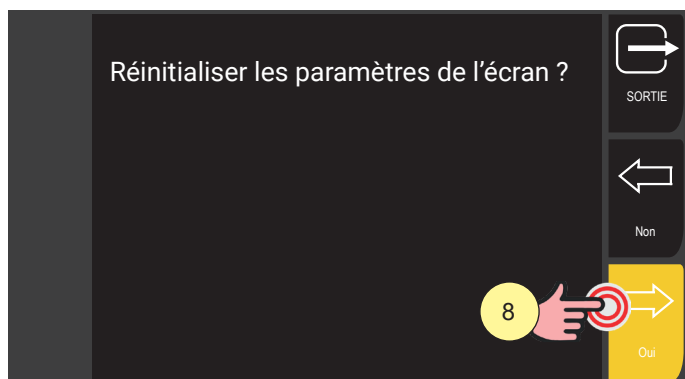 Réinitialiser les paramètres de l’écran ?
SORTIE
Non
8
Oui